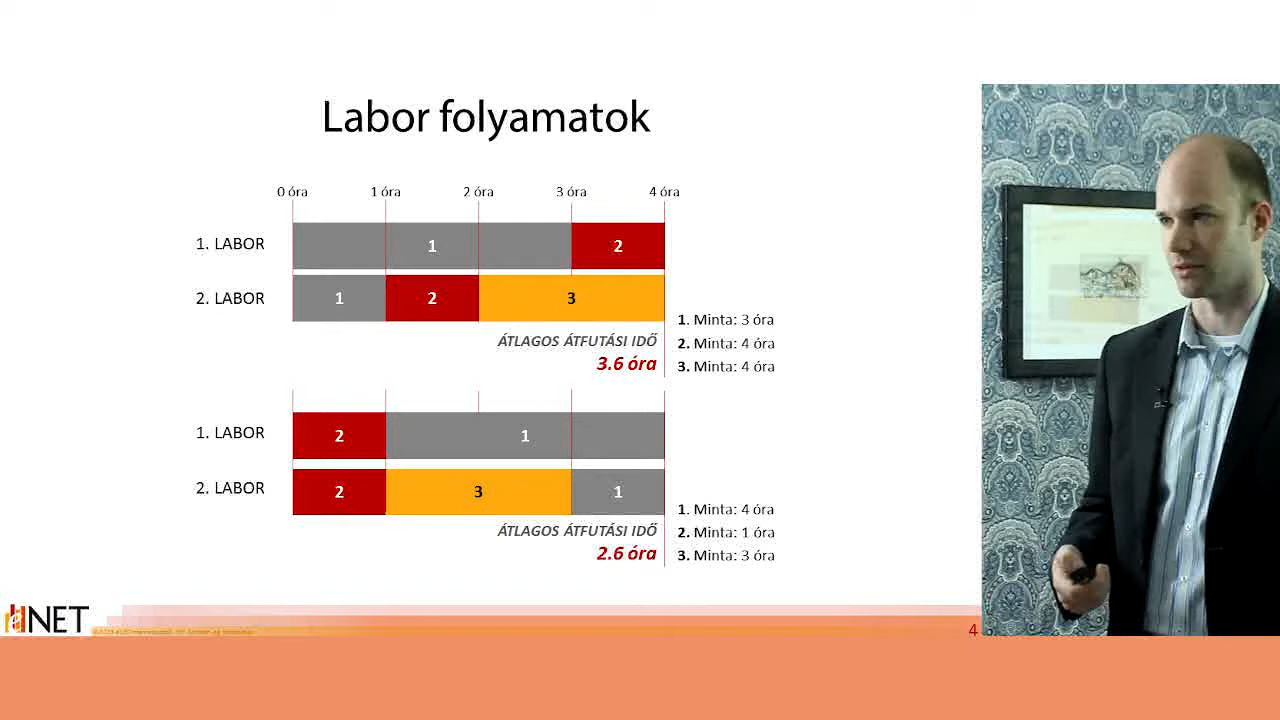 Labor folyamatok
0 óra 1 óra 2 óra 3 óra 4 óra
1. LABOR 1 2
2. LABOR 1 2 3
1. Minta: 3 óra
ÁTLAGOS ÁTFUTÁSI IDŐ 2. Minta: 4 óra
3.6 óra 3. Minta: 4 óra
1. LABOR 2 1
2. LABOR 2 3 1
1. Minta: 4 óra
ÁTLAGOS ÁTFUTÁSI IDŐ 2. Minta: 1 óra
2.6 óra 3. Minta: 3 óra
NET
4